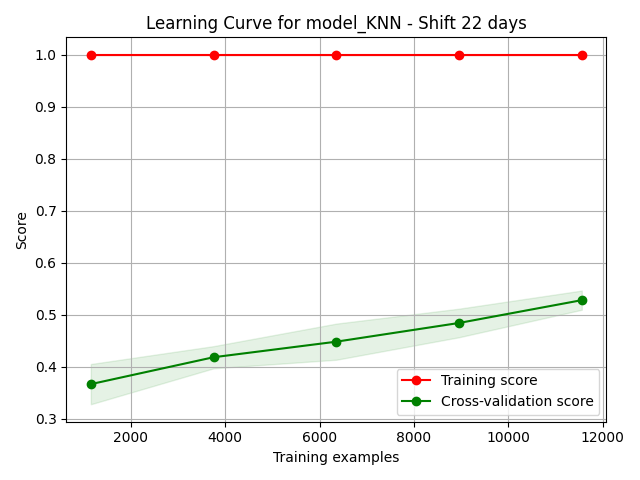 Learning Curve for model_KNN - Shift 22 days
1.0
0.9
0.8
0.7
0.6
0.5
0.4
0.3
Score
2000 4000 6000 8000 10000 12000
Training examples
Training score
Cross-validation score